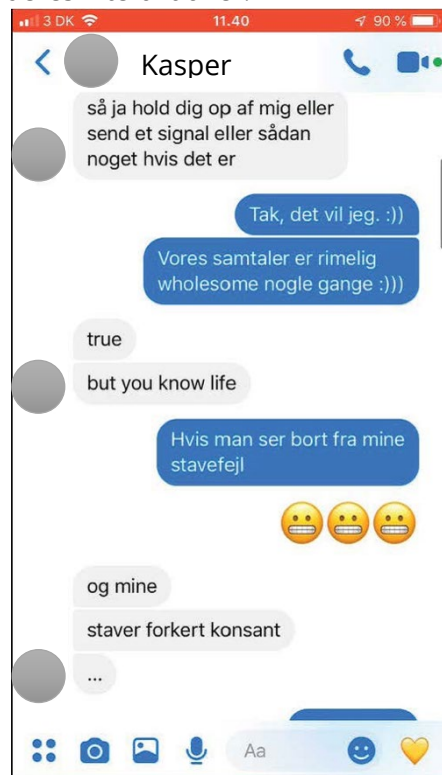 3 DK
11.40
90 %
Kasper
så ja hold dig op af mig eller
send et signal eller sådan
noget hvis det er
Tak, det vil jeg. :))
Vores samtaler er rimelig
wholesome nogle gange :)))
true
but you know life
Hvis man ser bort fra mine
stavefejl
😬😬😬
og mine
staver forkert konsant
...
Aa